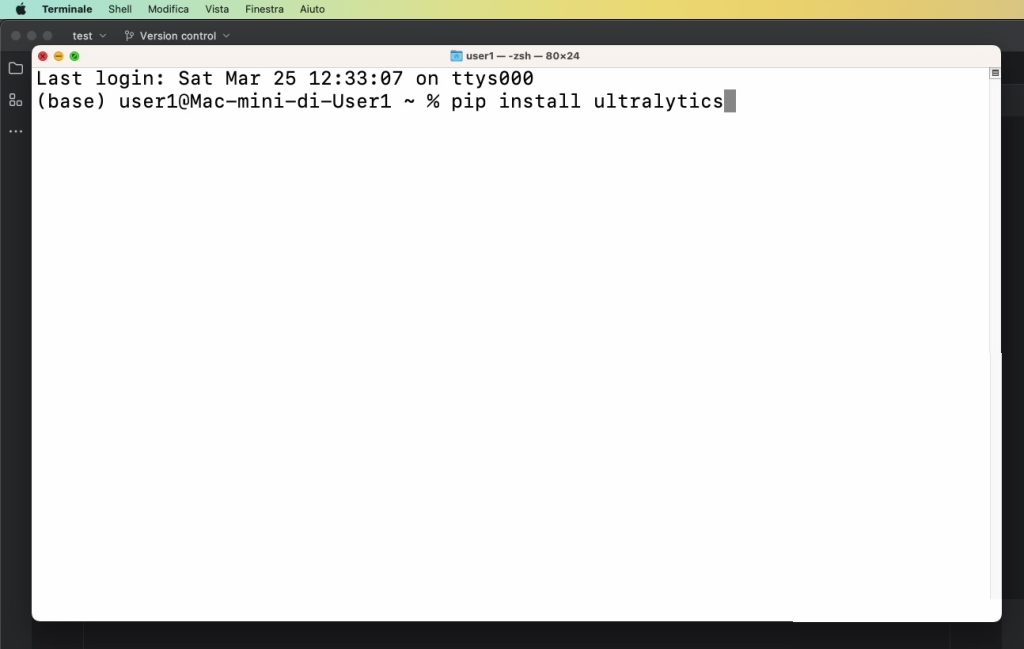 Terminale Shell Modifica Vista Finestra Aiuto
test Version control
user1 — -zsh — 80×24
Last login: Sat Mar 25 12:33:07 on ttys000
(base) user1@Mac-mini-di-User1 ~ % pip install ultralytics